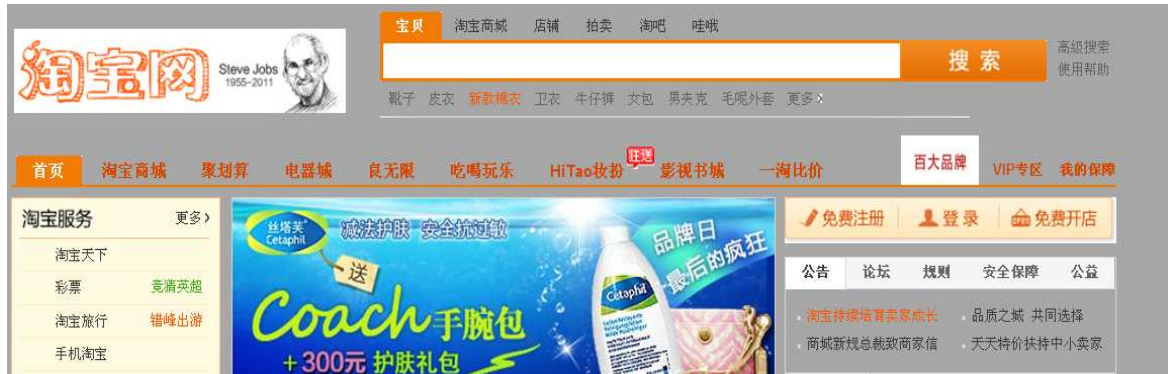 淘宝网
Steve Jobs
1955-2011
宝贝 淘宝商城 店铺 拍卖 淘吧 哇哦
搜索
高级搜索
使用帮助
靴子 皮衣 新款棉衣 卫衣 牛仔裤 女包 男夹克 毛呢外套 更多
狂送
首页 淘宝商城 聚划算 电器城 良无限 吃喝玩乐 HiTao妆扮 影视书城 一淘比价 百大品牌 VIP专区 我的保障
淘宝服务 更多
淘宝天下
彩票 竞猜英超
淘宝旅行 错峰出游
手机淘宝
丝塔芙
Cetaphil
减法护肤 安全抗过敏
送
Coach手腕包
+300元 护肤礼包
品牌日
最后的疯狂
Cetaphil
免费注册 登录 免费开店
公告 论坛 规则 安全保障 公益
淘宝持续培育卖家成长 品质之城 共同选择
商城新规总裁致商家信 天天特价扶持中小卖家